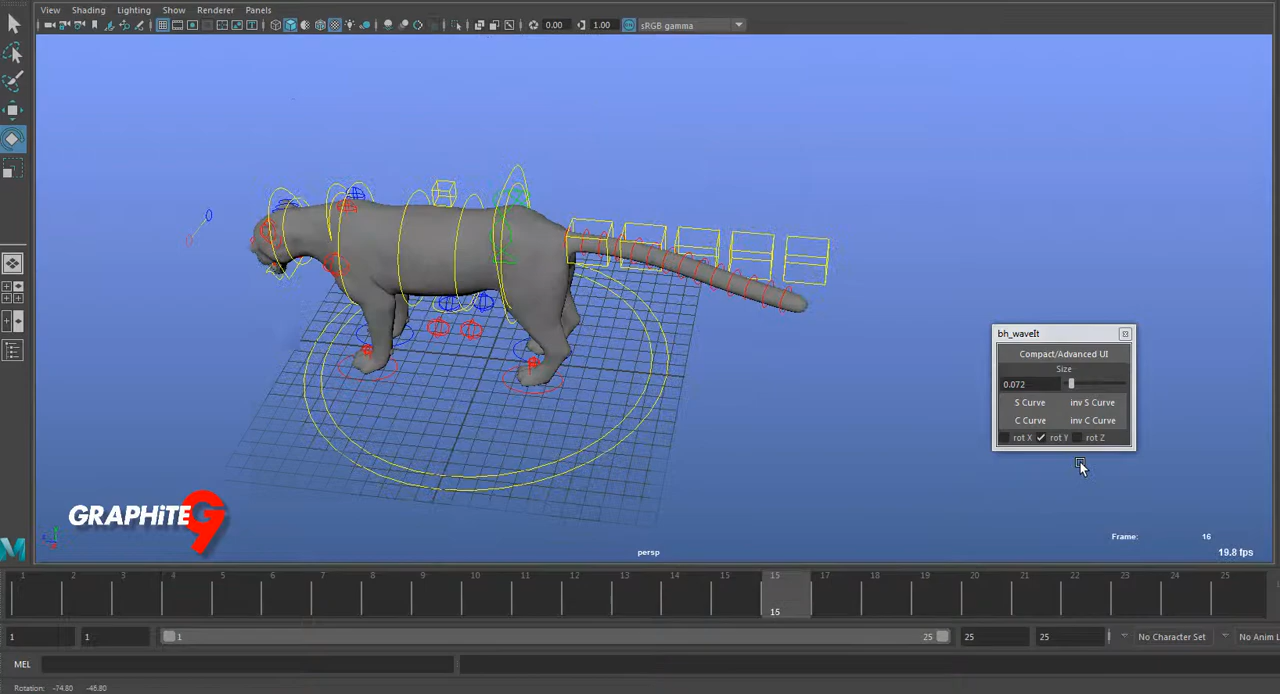 View Shading Lighting Show Renderer Panels
0.00 1.00 sRGB gamma
bh_waveIt
Compact/Advanced UI
Size
0.072
S Curve inv S Curve
C Curve inv C Curve
rot X rot Y rot Z
GRAPHiTE 9
Frame: 16
persp 19.8 fps
1 2 3 4 5 6 7 8 9 10 11 12 13 14 15 15 17 18 19 20 21 22 23 24 25
15
1 1 1 25 25 25 No Character Set No Anim L
MEL
Rotation: -74.80 -48.80